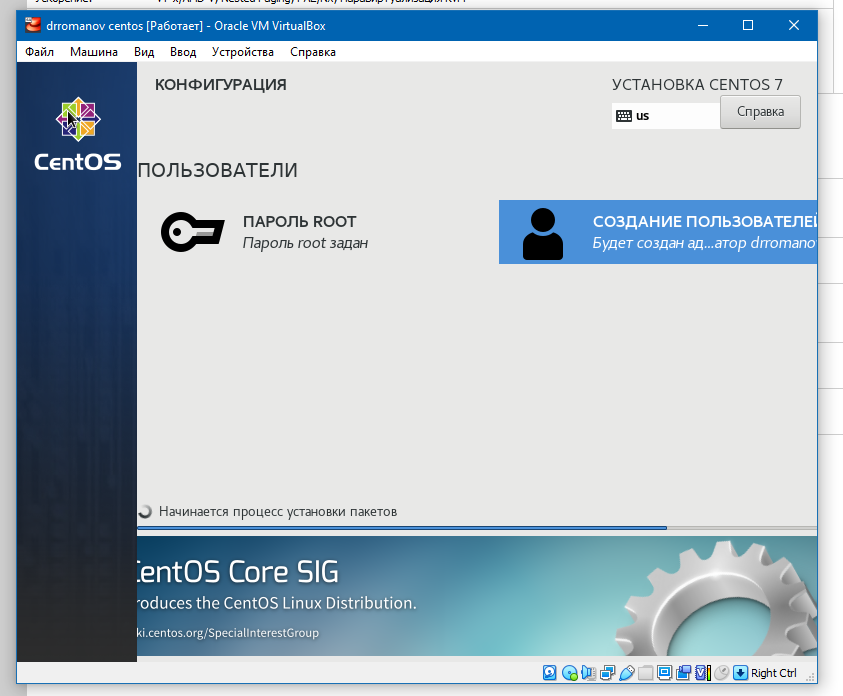 drromanov centos [Работает] - Oracle VM VirtualBox
Файл Машина Вид Ввод Устройства Справка
КОНФИГУРАЦИЯ
УСТАНОВКА CENTOS 7
us
Справка
CentOS
ПОЛЬЗОВАТЕЛИ
ПАРОЛЬ ROOT
Пароль root задан
СОЗДАНИЕ ПОЛЬЗОВАТЕЛЕЙ
Будет создан ад...атор drromanov
Начинается процесс установки пакетов
CentOS Core SIG
roduces the CentOS Linux Distribution.
ki.centos.org/SpecialInterestGroup
Right Ctrl